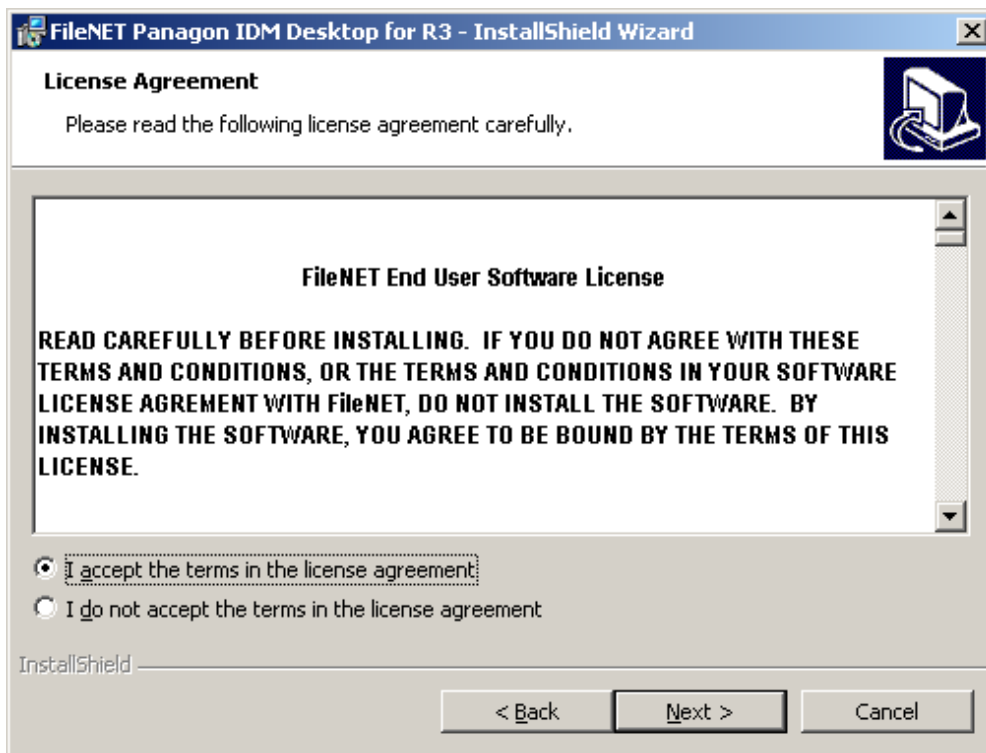 FileNET Panagon IDM Desktop for R3 - InstallShield Wizard
License Agreement
Please read the following license agreement carefully.
FileNET End User Software License
READ CAREFULLY BEFORE INSTALLING.  IF YOU DO NOT AGREE WITH THESE
TERMS AND CONDITIONS, OR THE TERMS AND CONDITIONS IN YOUR SOFTWARE
LICENSE AGREMENT WITH FileNET, DO NOT INSTALL THE SOFTWARE.  BY
INSTALLING THE SOFTWARE, YOU AGREE TO BE BOUND BY THE TERMS OF THIS
LICENSE.
I accept the terms in the license agreement
I do not accept the terms in the license agreement
InstallShield
< Back Next > Cancel